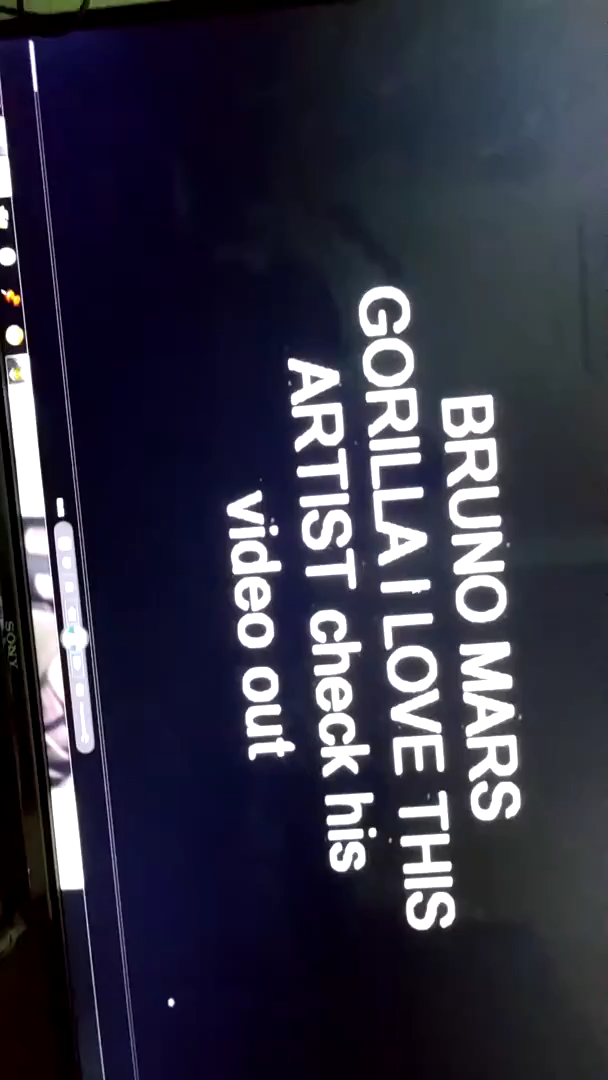 BRUNO MARS
GORILLA I LOVE THIS
ARTIST check his
video out
SONY